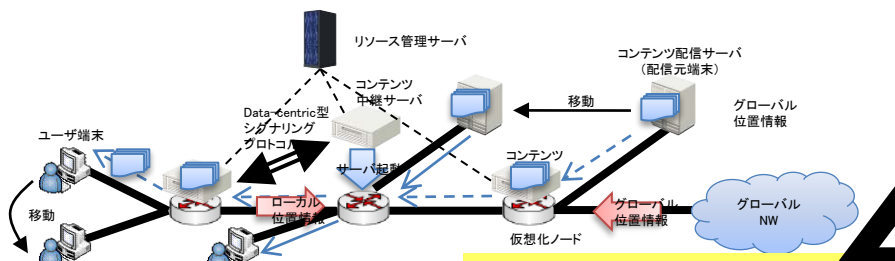 リソース管理サーバ
コンテンツ配信サーバ
(配信元端末)
コンテンツ
中継サーバ
移動
グローバル
位置情報
Data-centric型
シグナリング
プロトコル
ユーザ端末
サーバ起動
コンテンツ
ローカル
位置情報
グローバル
位置情報
グローバル
NW
移動
仮想化ノード